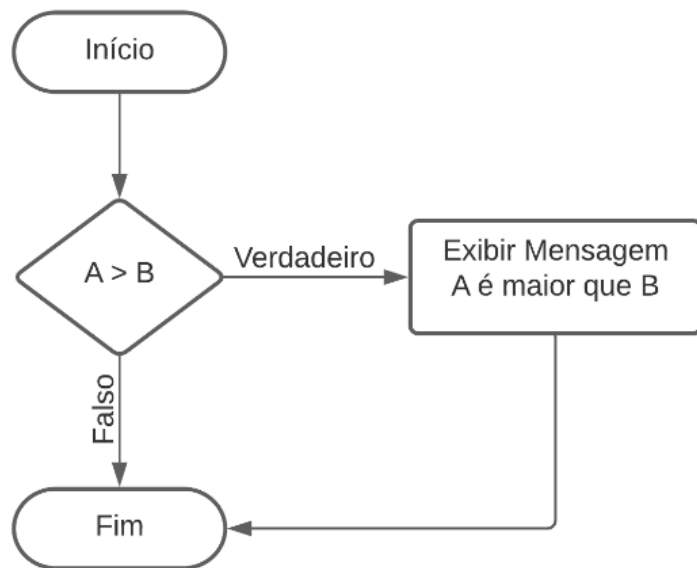 Início
A > B
Verdadeiro
Exibir Mensagem
A é maior que B
Falso
Fim